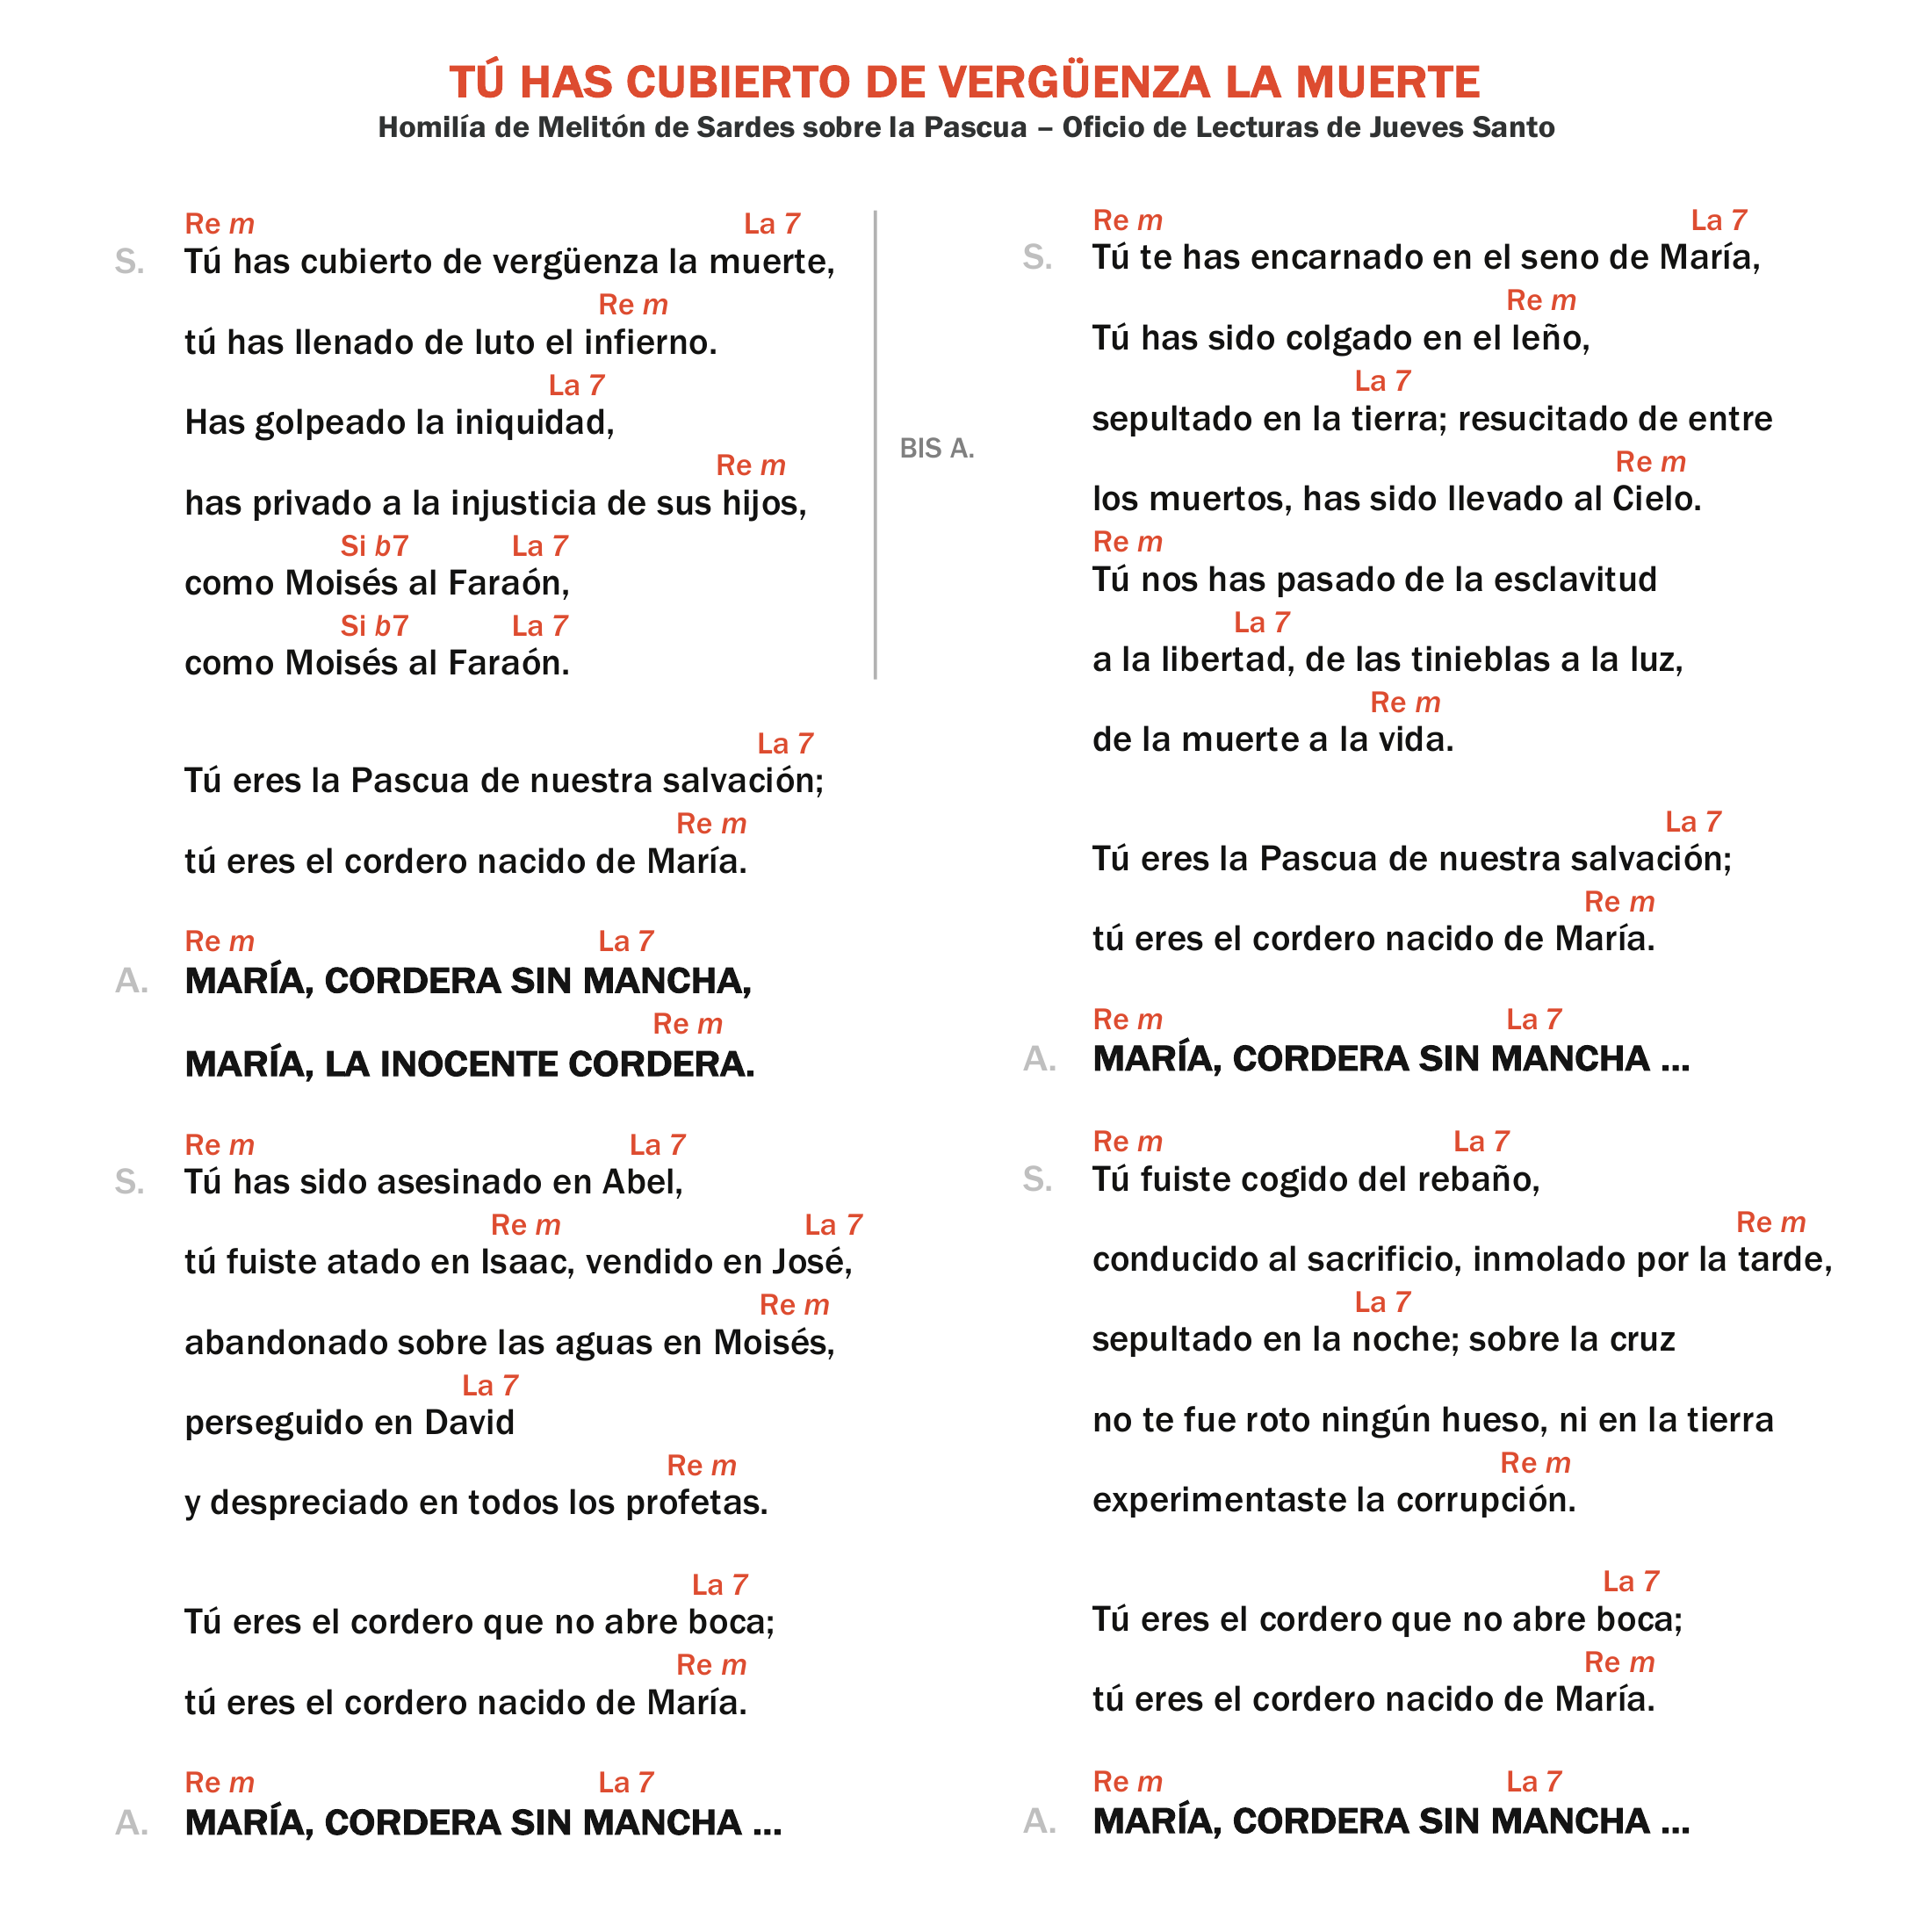 TÚ HAS CUBIERTO DE VERGÜENZA LA MUERTE
Homilía de Melitón de Sardes sobre la Pascua – Oficio de Lecturas de Jueves Santo
Re m La 7
S. Tú has cubierto de vergüenza la muerte,
Re m
tú has llenado de luto el infierno.
La 7
Has golpeado la iniquidad,
Re m
has privado a la injusticia de sus hijos,
Si b7 La 7
como Moisés al Faraón,
Si b7 La 7
como Moisés al Faraón.
BIS A.
La 7
Tú eres la Pascua de nuestra salvación;
Re m
tú eres el cordero nacido de María.
Re m La 7
A. MARÍA, CORDERA SIN MANCHA,
Re m
MARÍA, LA INOCENTE CORDERA.
Re m La 7
S. Tú has sido asesinado en Abel,
Re m La 7
tú fuiste atado en Isaac, vendido en José,
Re m
abandonado sobre las aguas en Moisés,
La 7
perseguido en David
Re m
y despreciado en todos los profetas.
La 7
Tú eres el cordero que no abre boca;
Re m
tú eres el cordero nacido de María.
Re m La 7
A. MARÍA, CORDERA SIN MANCHA ...
Re m La 7
S. Tú te has encarnado en el seno de María,
Re m
Tú has sido colgado en el leño,
La 7
sepultado en la tierra; resucitado de entre
Re m
los muertos, has sido llevado al Cielo.
Re m
Tú nos has pasado de la esclavitud
La 7
a la libertad, de las tinieblas a la luz,
Re m
de la muerte a la vida.
La 7
Tú eres la Pascua de nuestra salvación;
Re m
tú eres el cordero nacido de María.
Re m La 7
A. MARÍA, CORDERA SIN MANCHA ...
Re m La 7
S. Tú fuiste cogido del rebaño,
Re m
conducido al sacrificio, inmolado por la tarde,
La 7
sepultado en la noche; sobre la cruz
no te fue roto ningún hueso, ni en la tierra
Re m
experimentaste la corrupción.
La 7
Tú eres el cordero que no abre boca;
Re m
tú eres el cordero nacido de María.
Re m La 7
A. MARÍA, CORDERA SIN MANCHA ...